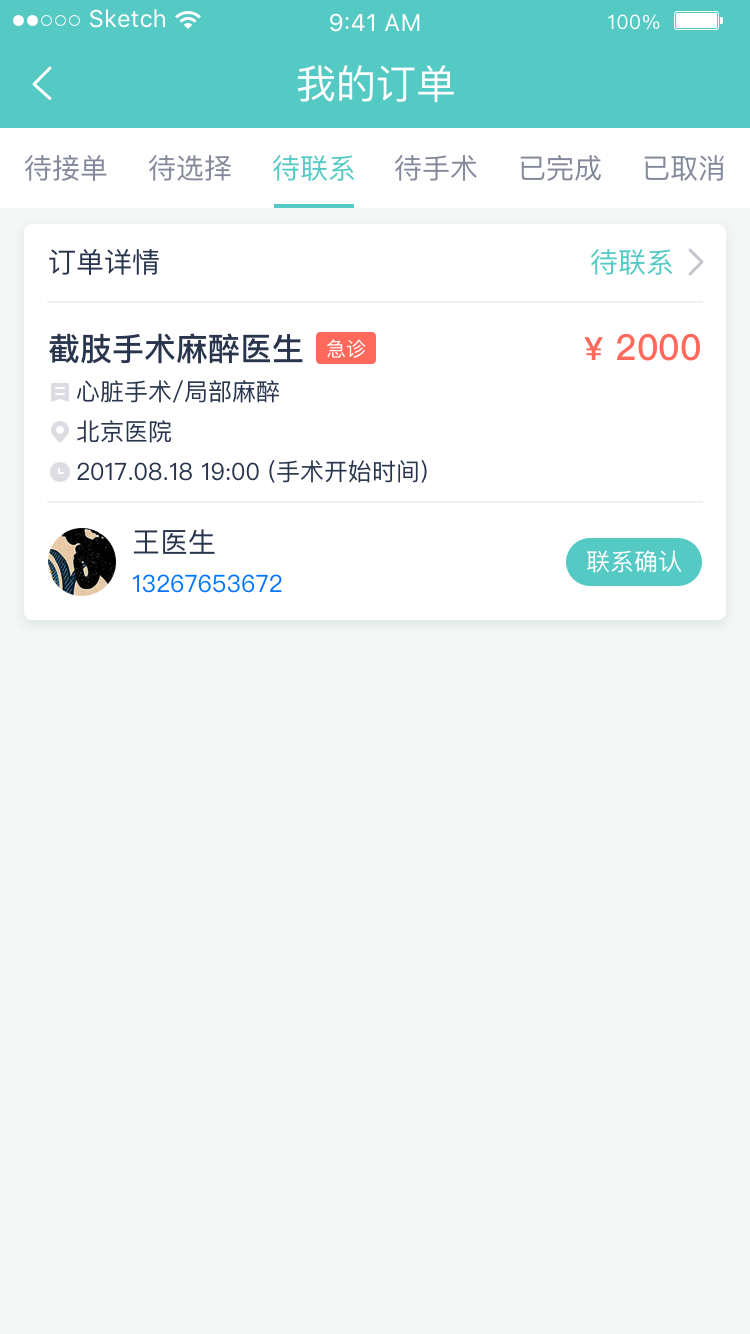 Sketch 9:41 AM 100%
我的订单
待接单 待选择 待联系 待手术 已完成 已取消
订单详情 待联系
截肢手术麻醉医生 急诊 ¥ 2000
心脏手术/局部麻醉
北京医院
2017.08.18 19:00 (手术开始时间)
王医生
13267653672
联系确认